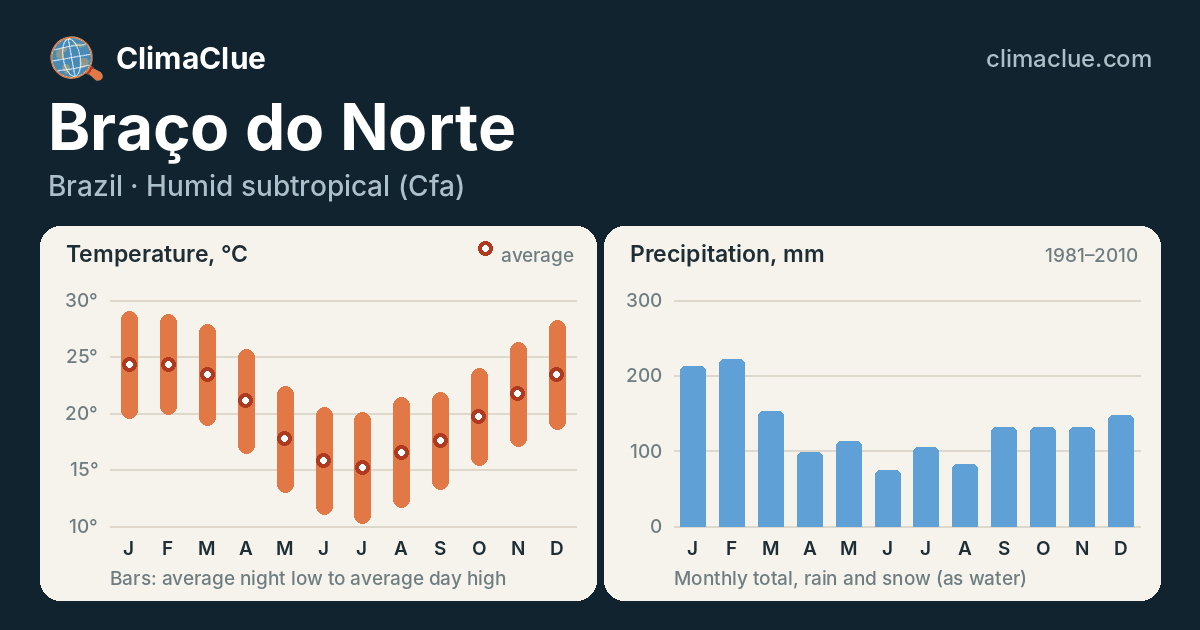 ClimaClue
climaclue.com
Braço do Norte
Brazil · Humid subtropical (Cfa)
Temperature, °C
average
30°
25°
20°
15°
10°
J F M A M J J A S O N D
Bars: average night low to average day high
Precipitation, mm
1981–2010
300
200
100
0
J F M A M J J A S O N D
Monthly total, rain and snow (as water)